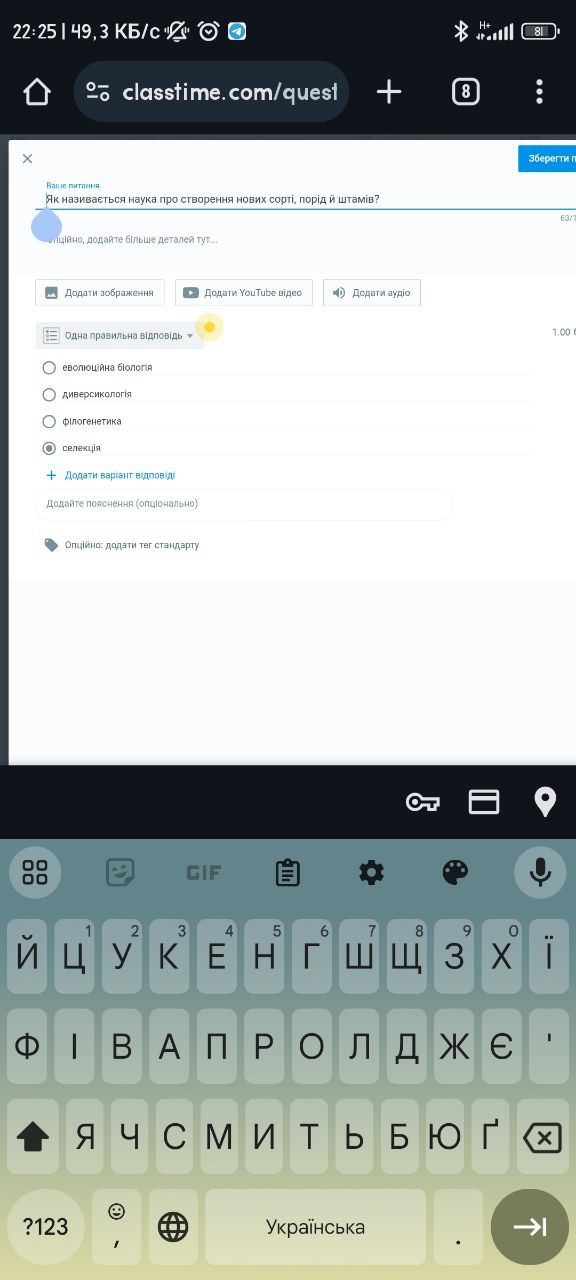 22:25 | 49,3 КБ/с H+ 81
classtime.com/quest 8
Зберегти п
Ваше питання
Як називається наука про створення нових сорті, порід й штамів?
63/1
опційно, додайте більше деталей тут...
Додати зображення Додати YouTube відео Додати аудіо
Одна правильна відповідь 1.00 б
еволюційна біологія
диверсикологія
філогенетика
селекція
+ Додати варіант відповіді
Додайте пояснення (опціонально)
Опційно: додати тег стандарту
GIF
1 2 3 4 5 6 7 8 9 0
Й Ц У К Е Н Г Ш Щ З Х Ї
Ф І В А П Р О Л Д Ж Є '
Я Ч С М И Т Ь Б Ю Ґ
?123 , Українська .